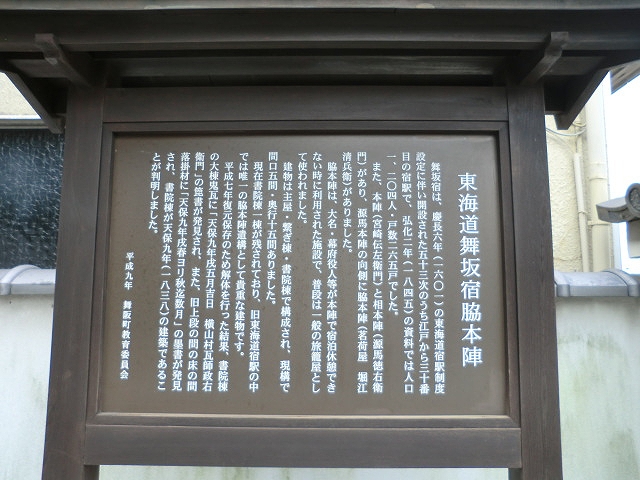 東海道舞坂宿脇本陣
舞坂宿は、慶長六年(一六〇一)の東海道宿駅制度
設定に伴い開設された五十三次のうち江戸から三十番
目の宿駅で、弘化二年(一八四五)の資料では人口
一、二〇四人・戸数二六五戸でした。
また、本陣(宮崎伝左衛門)と相本陣(源馬徳右衛
門)があり、源馬本陣の向側に脇本陣(茗荷屋 堀江
清兵衛)がありました。
脇本陣は、大名・幕府役人等が本陣で宿泊休憩でき
ない時に利用された施設で、普段は一般の旅籠屋とし
て使われました。
建物は主屋・繋ぎ棟・書院棟で構成され、現構で
間口五間・奥行十五間ありました。
現在書院棟一棟が残されており、旧東海道宿駅の中
では唯一の脇本陣遺構として貴重な建物です。
平成七年復元保存のため解体を行った結果、書院棟
の大棟鬼瓦に「天保九年戌五月吉日 横山村瓦師政右
衛門」の箆書が発見され、また、旧上段の間の床の間
落掛材に「天保九年戌春ヨリ秋迄数月」の墨書が発見
され、書院棟が天保九年(一八三八)の建築であるこ
とが判明しました。
平成九年 舞阪町教育委員会